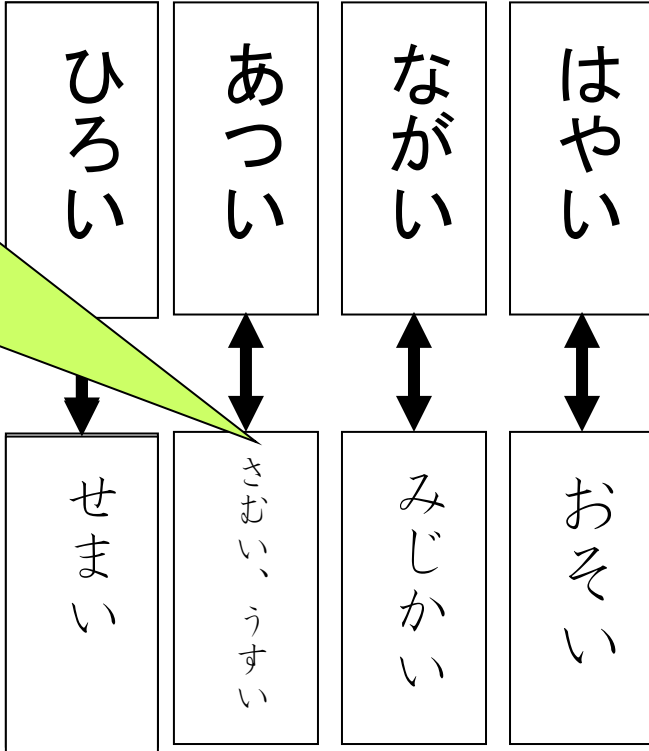 はやい
ながい
あつい
ひろい
おそい
みじかい
さむい、うすい
せまい